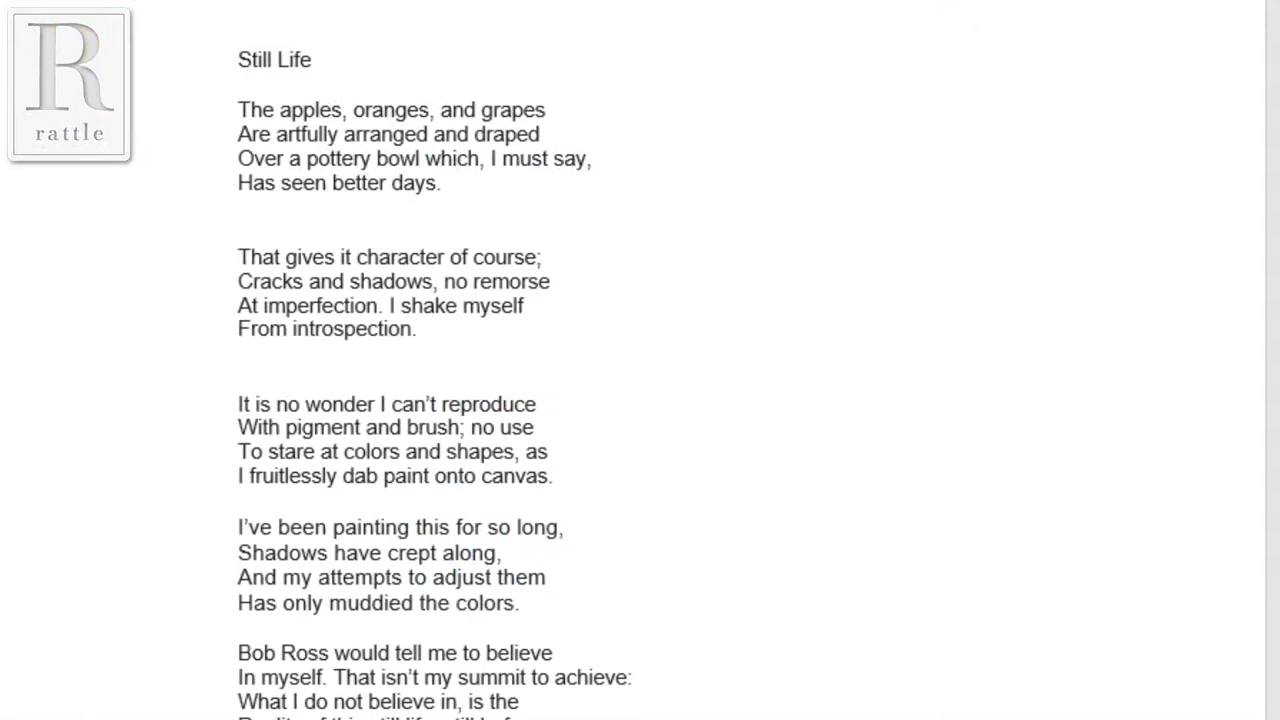 R
rattle
Still Life
The apples, oranges, and grapes
Are artfully arranged and draped
Over a pottery bowl which, I must say,
Has seen better days.
That gives it character of course;
Cracks and shadows, no remorse
At imperfection. I shake myself
From introspection.
It is no wonder I can’t reproduce
With pigment and brush; no use
To stare at colors and shapes, as
I fruitlessly dab paint onto canvas.
I’ve been painting this for so long,
Shadows have crept along,
And my attempts to adjust them
Has only muddied the colors.
Bob Ross would tell me to believe
In myself. That isn’t my summit to achieve:
What I do not believe in, is the